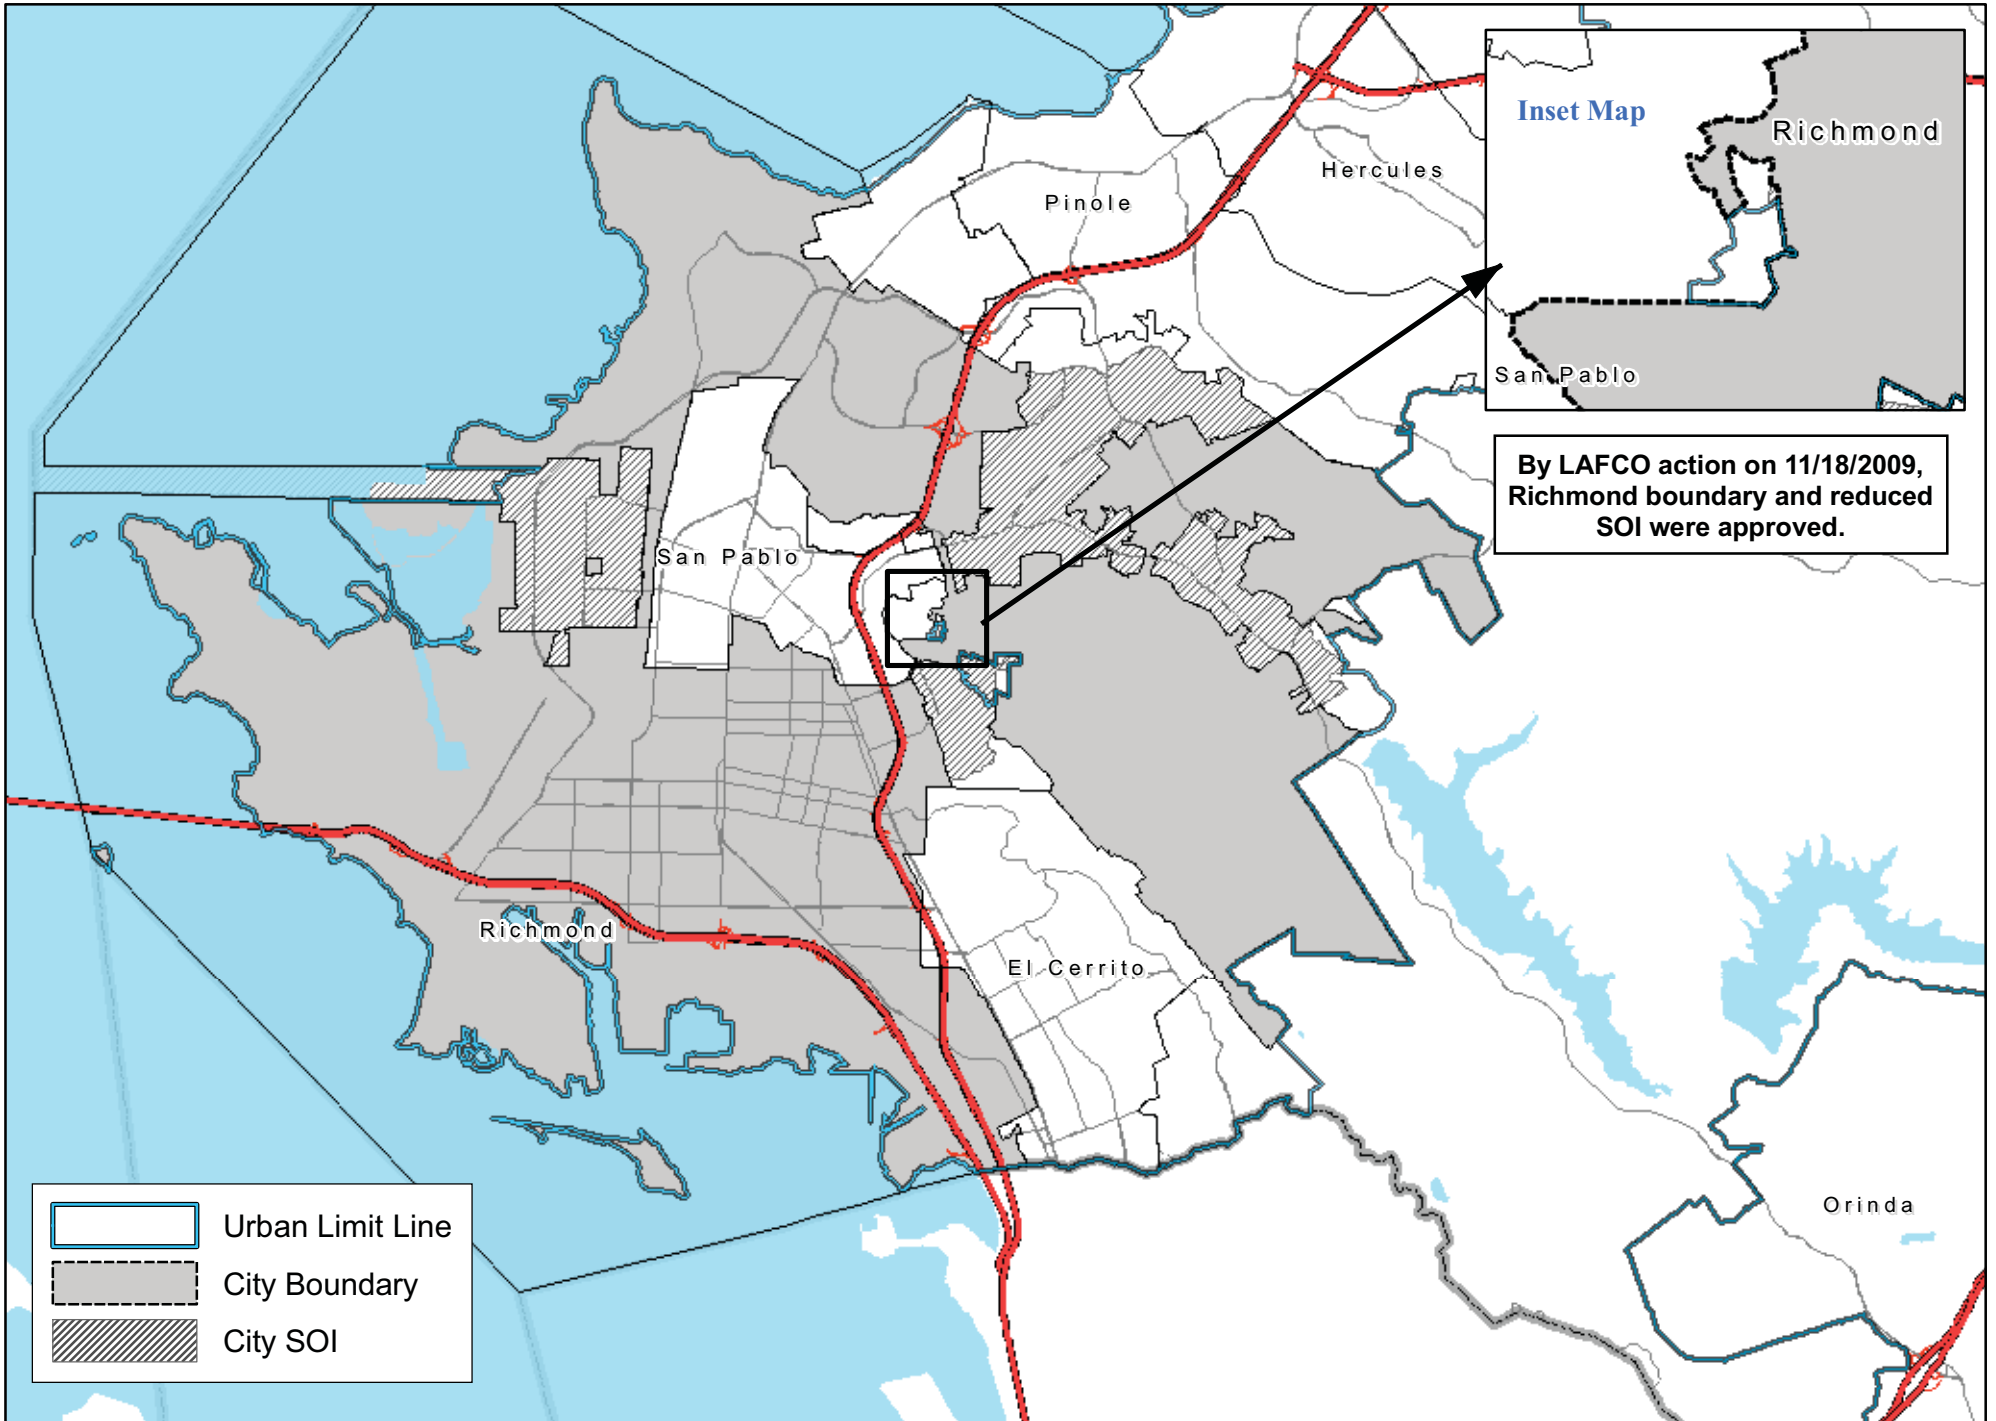 Inset Map
Richmond
San Pablo
By LAFCO action on 11/18/2009,
Richmond boundary and reduced
SOI were approved.
Hercules
Pinole
San Pablo
Richmond
El Cerrito
Orinda
Urban Limit Line
City Boundary
City SOI